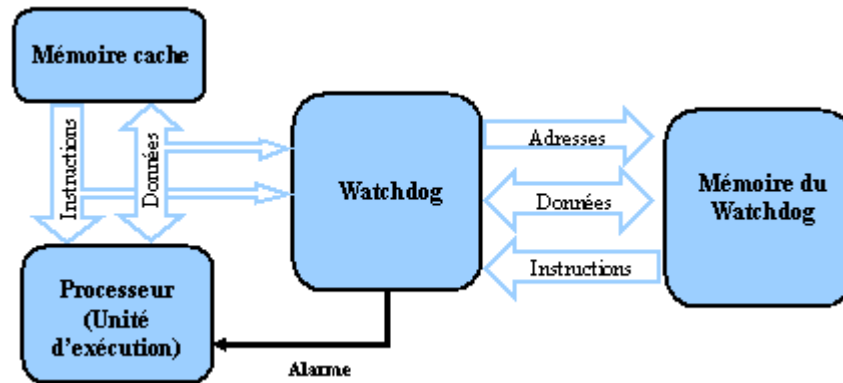 Mémoire cache
Instructions
Données
Processeur
(Unité
d'exécution)
Watchdog
Alarme
Adresses
Données
Instructions
Mémoire du
Watchdog